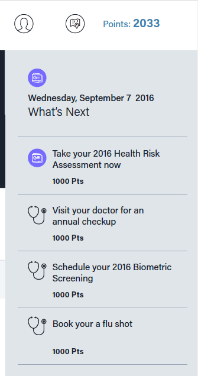 Points: 2033
Wednesday, September 7 2016
What's Next
Take your 2016 Health Risk
Assessment now
1000 Pts
Visit your doctor for an
annual checkup
1000 Pts
Schedule your 2016 Biometric
Screening
1000 Pts
Book your a flu shot
1000 Pts